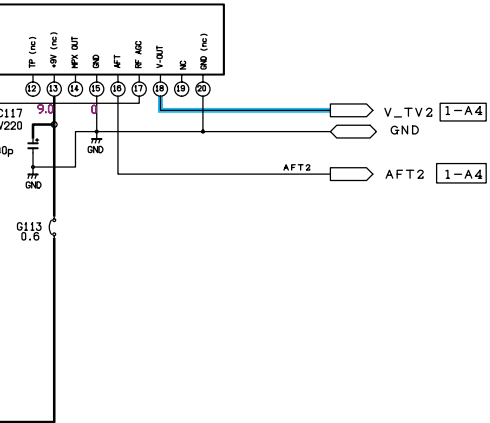 TP (nc)
+9V (nc)
MPX OUT
GND
AFT
RF AGC
V-OUT
NC
GND (nc)
12 13 14 15 16 17 18 19 20
9.0
0
C117
V220
0p
+
GND
GND
V_TV2 1-A4
GND
AFT2
AFT2 1-A4
G113
0.6